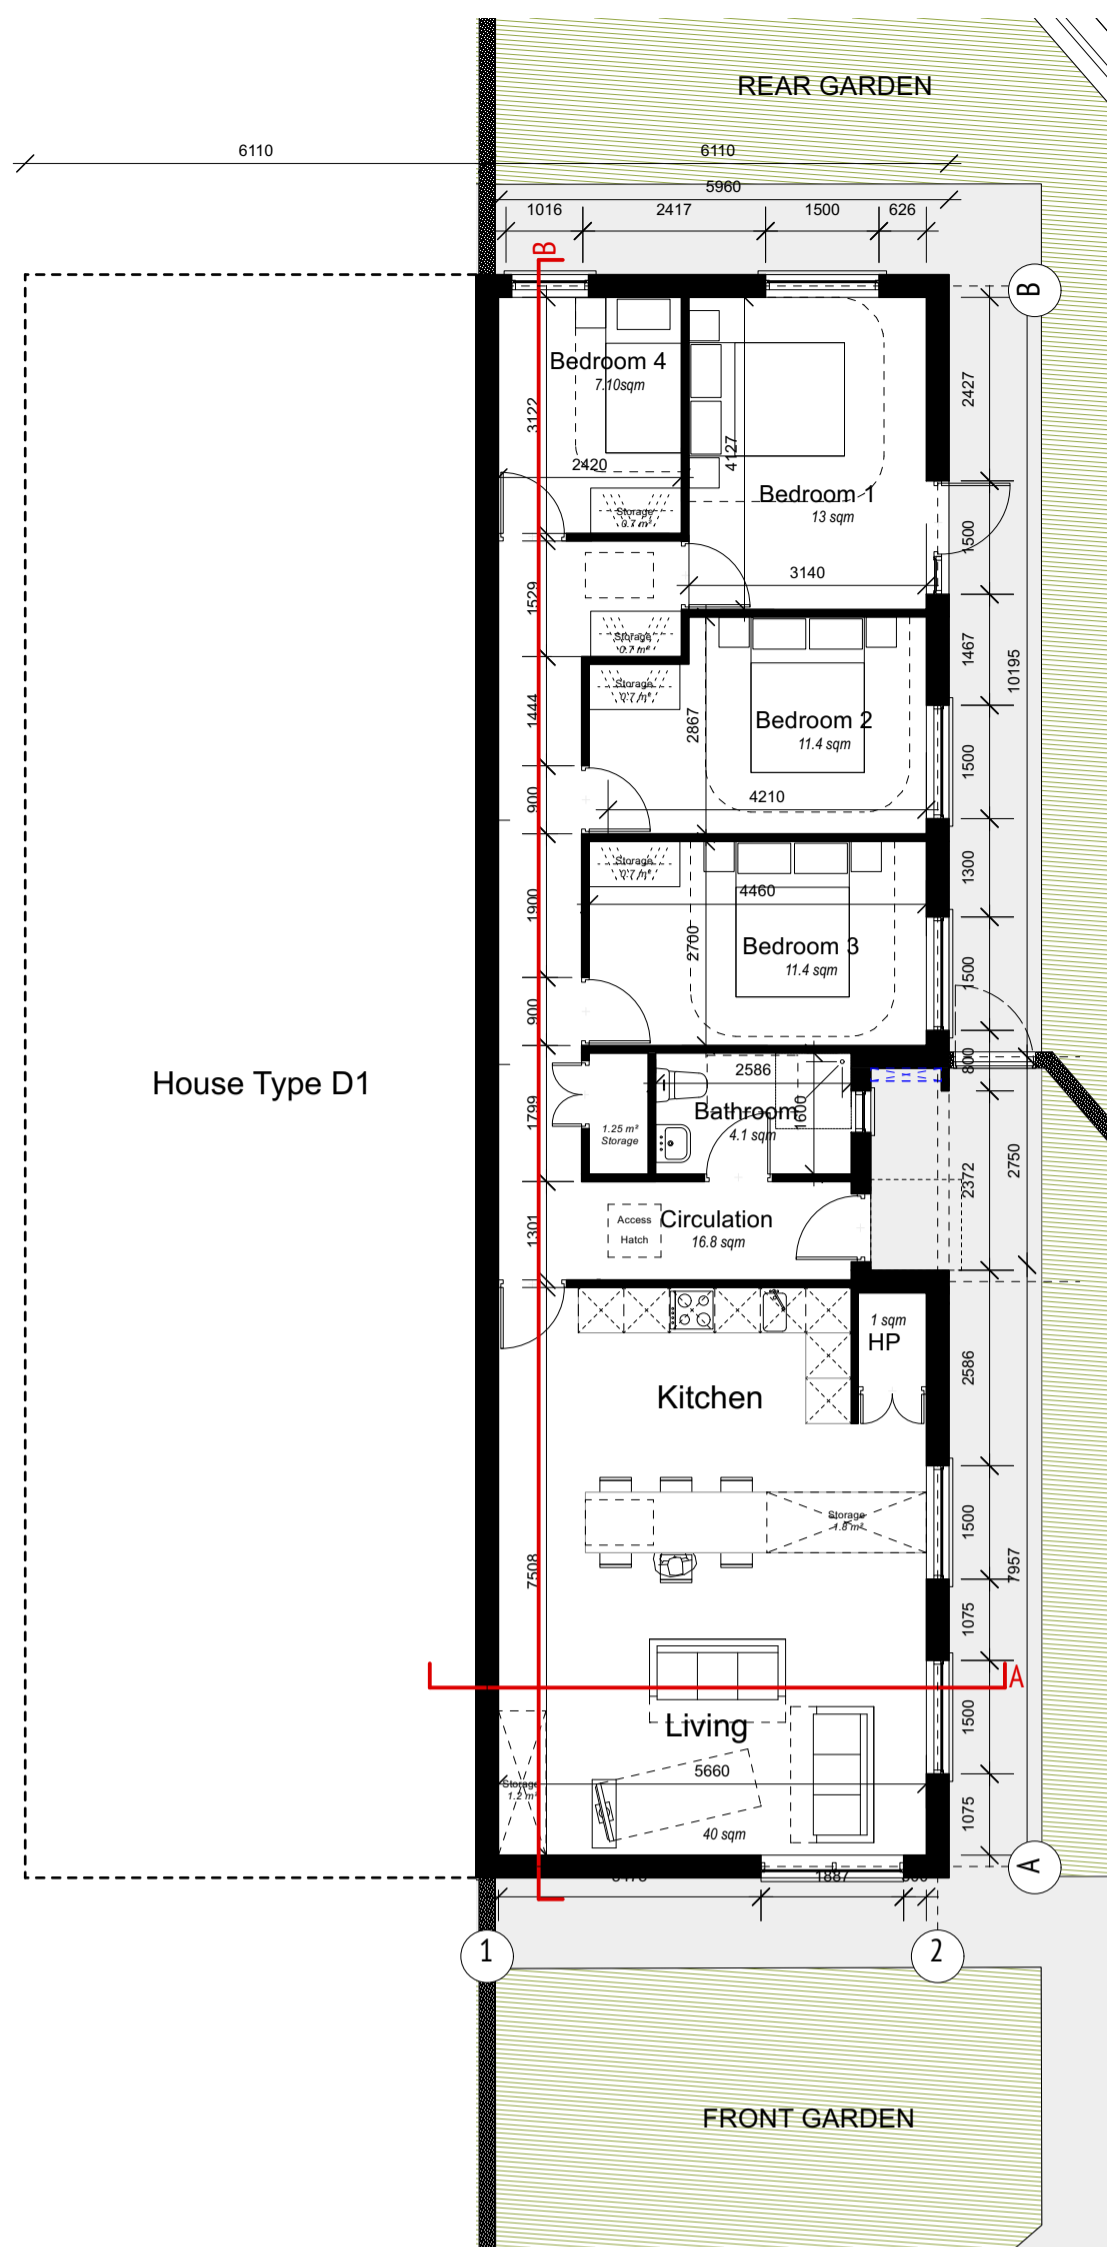 REAR GARDEN
6110
6110
5960
1016
2417
1500
626
B
B
Bedroom 4
7.10sqm
3122
2427
4127
2420
Bedroom 1
13 sqm
Storage
0.7 m²
1500
3140
1529
Storage
0.7 m²
1467
10195
Storage
0.7 m²
1444
Bedroom 2
11.4 sqm
2867
1500
4210
900
Storage
0.7 m²
1300
4460
1900
2700
Bedroom 3
11.4 sqm
1500
900
House Type D1
2586
800
1799
Bathroom
4.1 sqm
1600
1.25 m²
Storage
2750
2372
1301
Access
Hatch
Circulation
16.8 sqm
1 sqm
HP
2586
Kitchen
Storage
1.8 m²
1500
7508
7957
1075
A
Living
1500
5660
Storage
1.2 m²
40 sqm
1075
A
1887
1
2
FRONT GARDEN